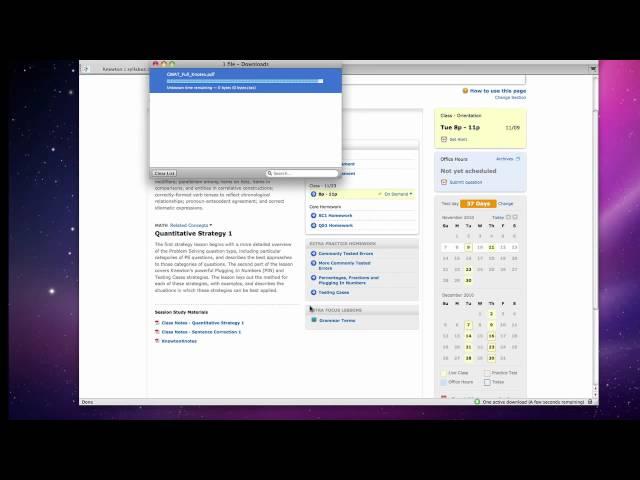 1 File - Downloads
Knewton : syllabus
GMAT_Full_Knotes.pdf
Unknown time remaining — 0 bytes (0 bytes/sec)
Clear List
Search...
How to use this page
Change Section
modifiers; parallelism among items on lists, items in
comparisons, and entities in correlative constructions;
correctly-formed verb tenses to reflect chronological
relationships; pronoun-antecedent agreement; and correct
idiomatic expressions.
MATH: Related Concepts
Quantitative Strategy 1
The first strategy lesson begins with a more detailed overview
of the Problem Solving question type, including particular
categories of PS questions, and describes the best approaches
to those categories of questions. The second part of the lesson
covers Knewton's powerful Plugging In Numbers (PIN) and
Testing Cases strategies. The lesson lays out the method for
each of these strategies, with examples, and describes the
situations in which these strategies can be best applied.
Session Study Materials
Class Notes - Quantitative Strategy 1
Class Notes - Sentence Correction 1
KnewtonKnotes
Class - 11/23
8p - 11p
On Demand
Core Homework
SC1 Homework
QS1 Homework
EXTRA PRACTICE HOMEWORK
Commonly Tested
Errors
More Commonly Tested
Errors
Percentages, Fractions and
Plugging In Numbers
Testing Cases
EXTRA FOCUS LESSONS
Grammar Terms
Class - Orientation
Tue 8p - 11p
11/09
Set Alert
Office Hours
Archives
Not yet scheduled
Submit question
Test day
37 Days
Change
November 2010
Today
Su M Tu W Th F Sa
1 2 3 4 5 6
7 8 9 10 11 12 13
14 15 16 17 18 19 20
21 22 23 24 25 26 27
28 29 30
December 2010
Su M Tu W Th F Sa
1 2 3 4
5 6 7 8 9 10 11
12 13 14 15 16 17 18
19 20 21 22 23 24 25
26 27 28 29 30 31
Live Class
Practice Test
Office Hours
Today
Done
One active download (A few seconds remaining)